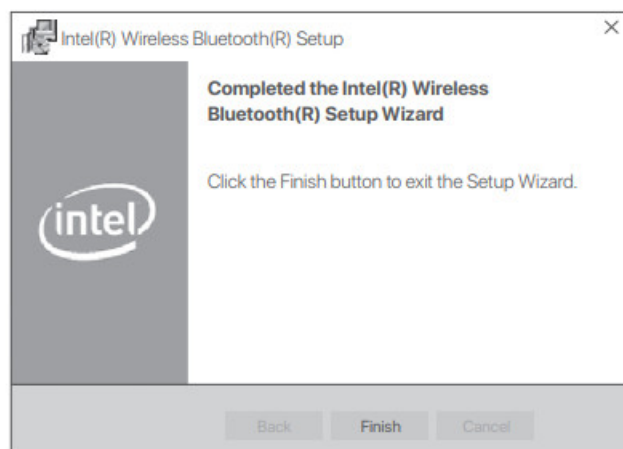 Intel(R) Wireless Bluetooth(R) Setup
Completed the Intel(R) Wireless
Bluetooth(R) Setup Wizard
Click the Finish button to exit the Setup Wizard.
intel
Back Finish Cancel